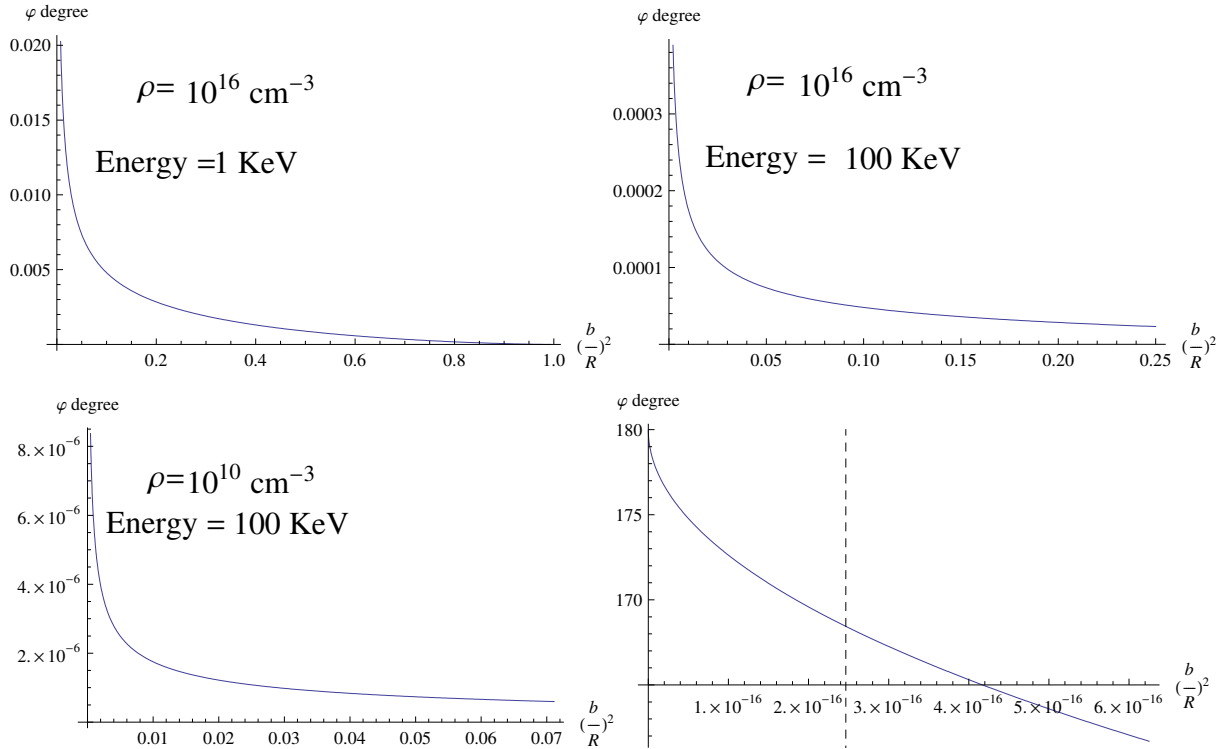 φ degree
0.020
ρ= 10^16 cm^−3
0.015
Energy =1 KeV
0.010
0.005
0.2 0.4 0.6 0.8 1.0
(b/R)^2
φ degree
ρ= 10^16 cm^−3
0.0003
Energy = 100 KeV
0.0002
0.0001
0.05 0.10 0.15 0.20 0.25
(b/R)^2
φ degree
8.×10^−6
ρ=10^10 cm^−3
6.×10^−6
Energy = 100 KeV
4.×10^−6
2.×10^−6
0.01 0.02 0.03 0.04 0.05 0.06 0.07
(b/R)^2
φ degree
180
175
170
1.×10^−16 2.×10^−16 3.×10^−16 4.×10^−16 5.×10^−16 6.×10^−16
(b/R)^2